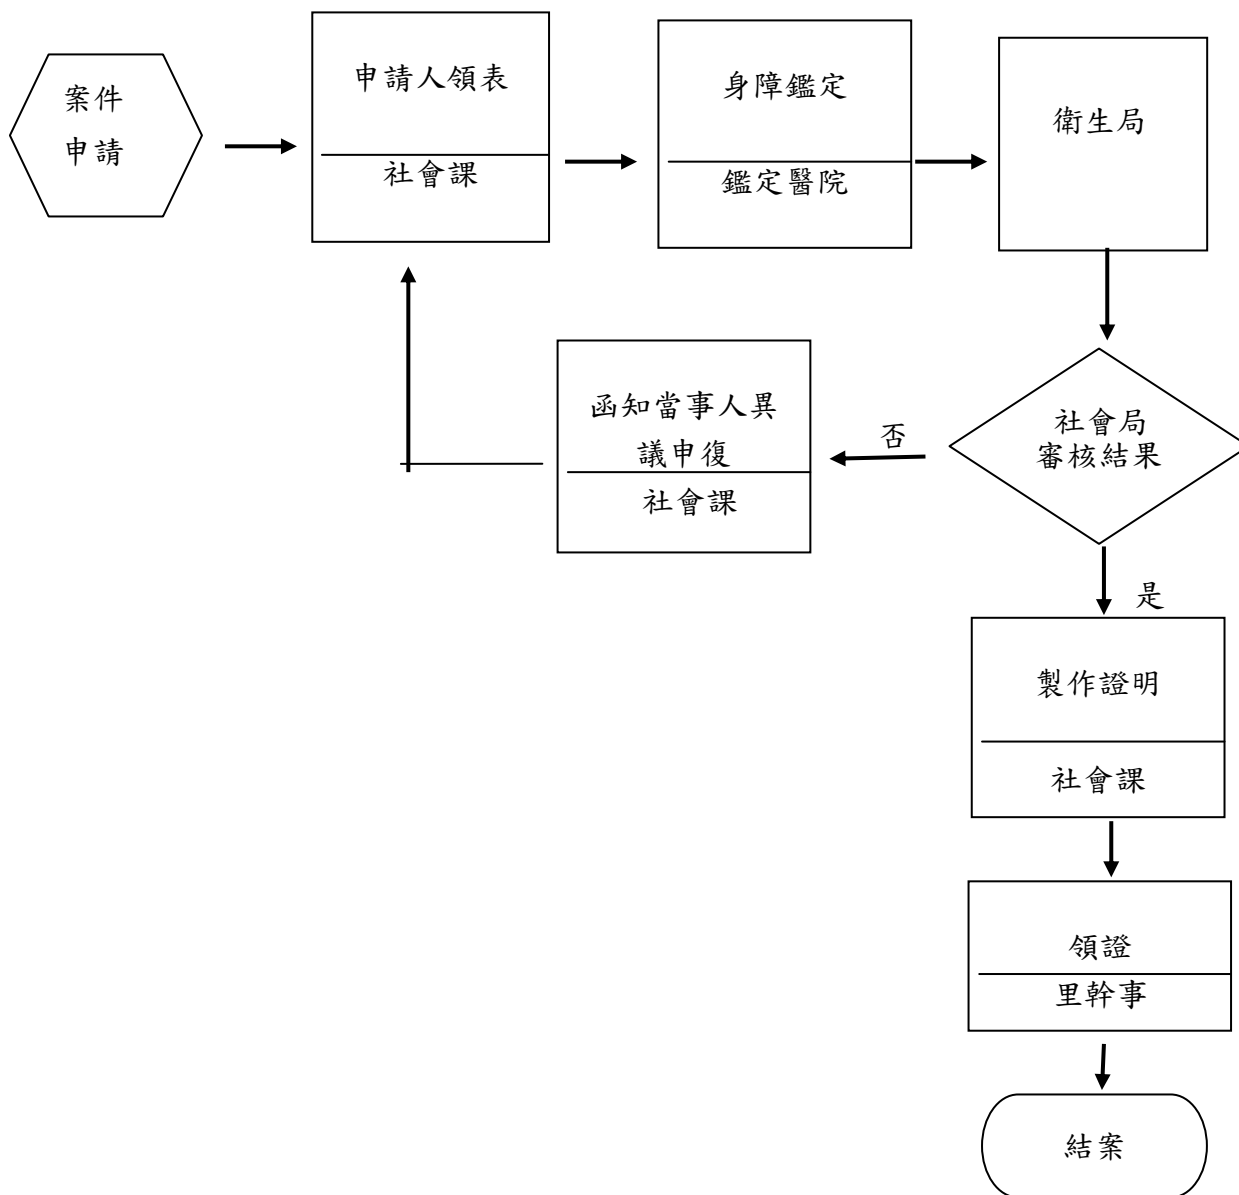 案件
申請
申請人領表
社會課
身障鑑定
鑑定醫院
衛生局
社會局
審核結果
否
函知當事人異
議申復
社會課
是
製作證明
社會課
領證
里幹事
結案